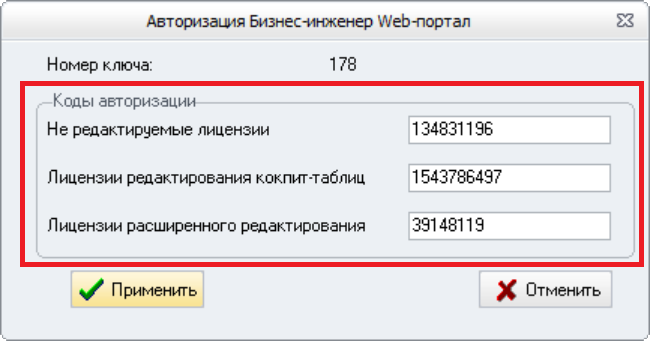 Авторизация Бизнес-инженер Web-портал
Номер ключа: 178
Коды авторизации
Не редактируемые лицензии 134831196
Лицензии редактирования кокпит-таблиц 1543786497
Лицензии расширенного редактирования 39148119
Применить Отменить